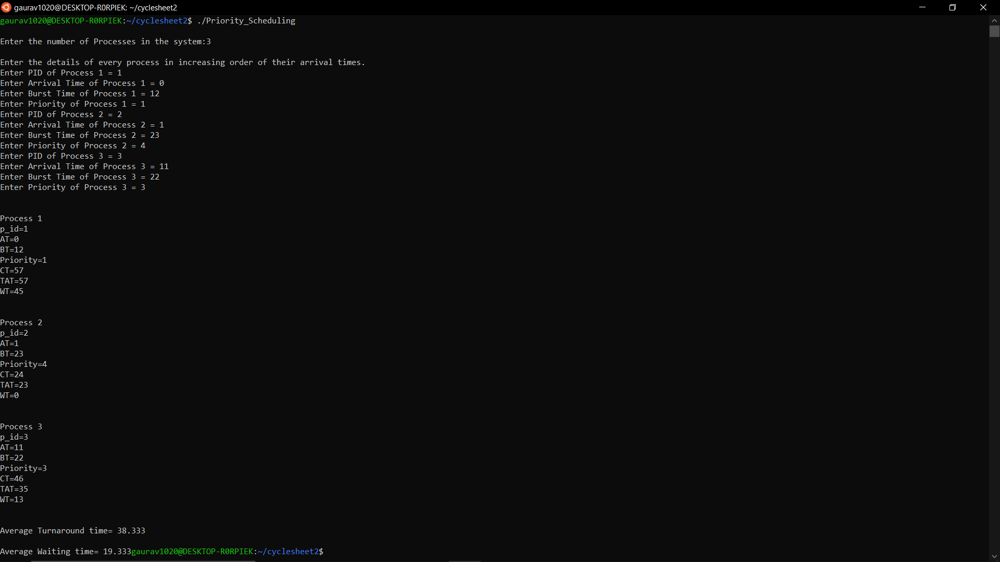 gaurav1020@DESKTOP-R0RPIEK: ~/cyclesheet2
gaurav1020@DESKTOP-R0RPIEK:~/cyclesheet2$ ./Priority_Scheduling
Enter the number of Processes in the system:3
Enter the details of every process in increasing order of their arrival times.
Enter PID of Process 1 = 1
Enter Arrival Time of Process 1 = 0
Enter Burst Time of Process 1 = 12
Enter Priority of Process 1 = 1
Enter PID of Process 2 = 2
Enter Arrival Time of Process 2 = 1
Enter Burst Time of Process 2 = 23
Enter Priority of Process 2 = 4
Enter PID of Process 3 = 3
Enter Arrival Time of Process 3 = 11
Enter Burst Time of Process 3 = 22
Enter Priority of Process 3 = 3
Process 1
p_id=1
AT=0
BT=12
Priority=1
CT=57
TAT=57
WT=45
Process 2
p_id=2
AT=1
BT=23
Priority=4
CT=24
TAT=23
WT=0
Process 3
p_id=3
AT=11
BT=22
Priority=3
CT=46
TAT=35
WT=13
Average Turnaround time= 38.333
Average Waiting time= 19.333gaurav1020@DESKTOP-R0RPIEK:~/cyclesheet2$